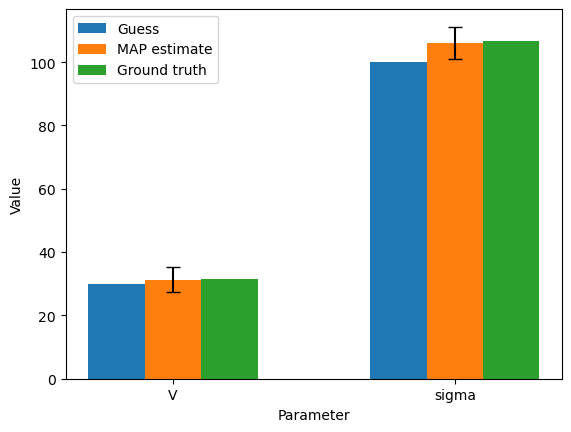 Guess
MAP estimate
Ground truth
100
80
60
40
20
0
Value
V
sigma
Parameter